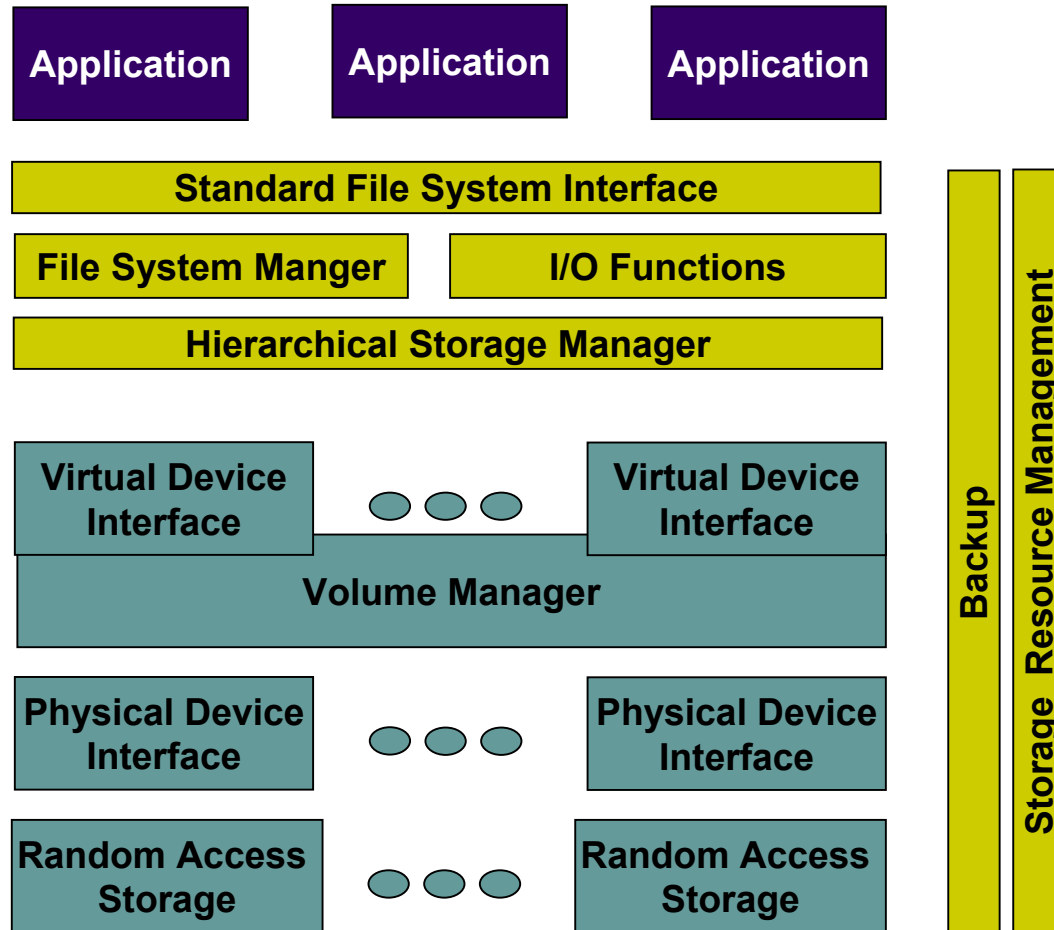 Application
Application
Application
Standard File System Interface
File System Manger
I/O Functions
Hierarchical Storage Manager
Virtual Device
Interface
Virtual Device
Interface
Volume Manager
Physical Device
Interface
Physical Device
Interface
Random Access
Storage
Random Access
Storage
Backup
Storage Resource Management